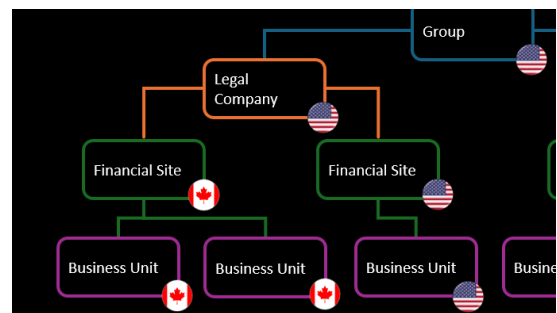 Group
Legal
Company
Financial Site
Financial Site
Business Unit
Business Unit
Business Unit